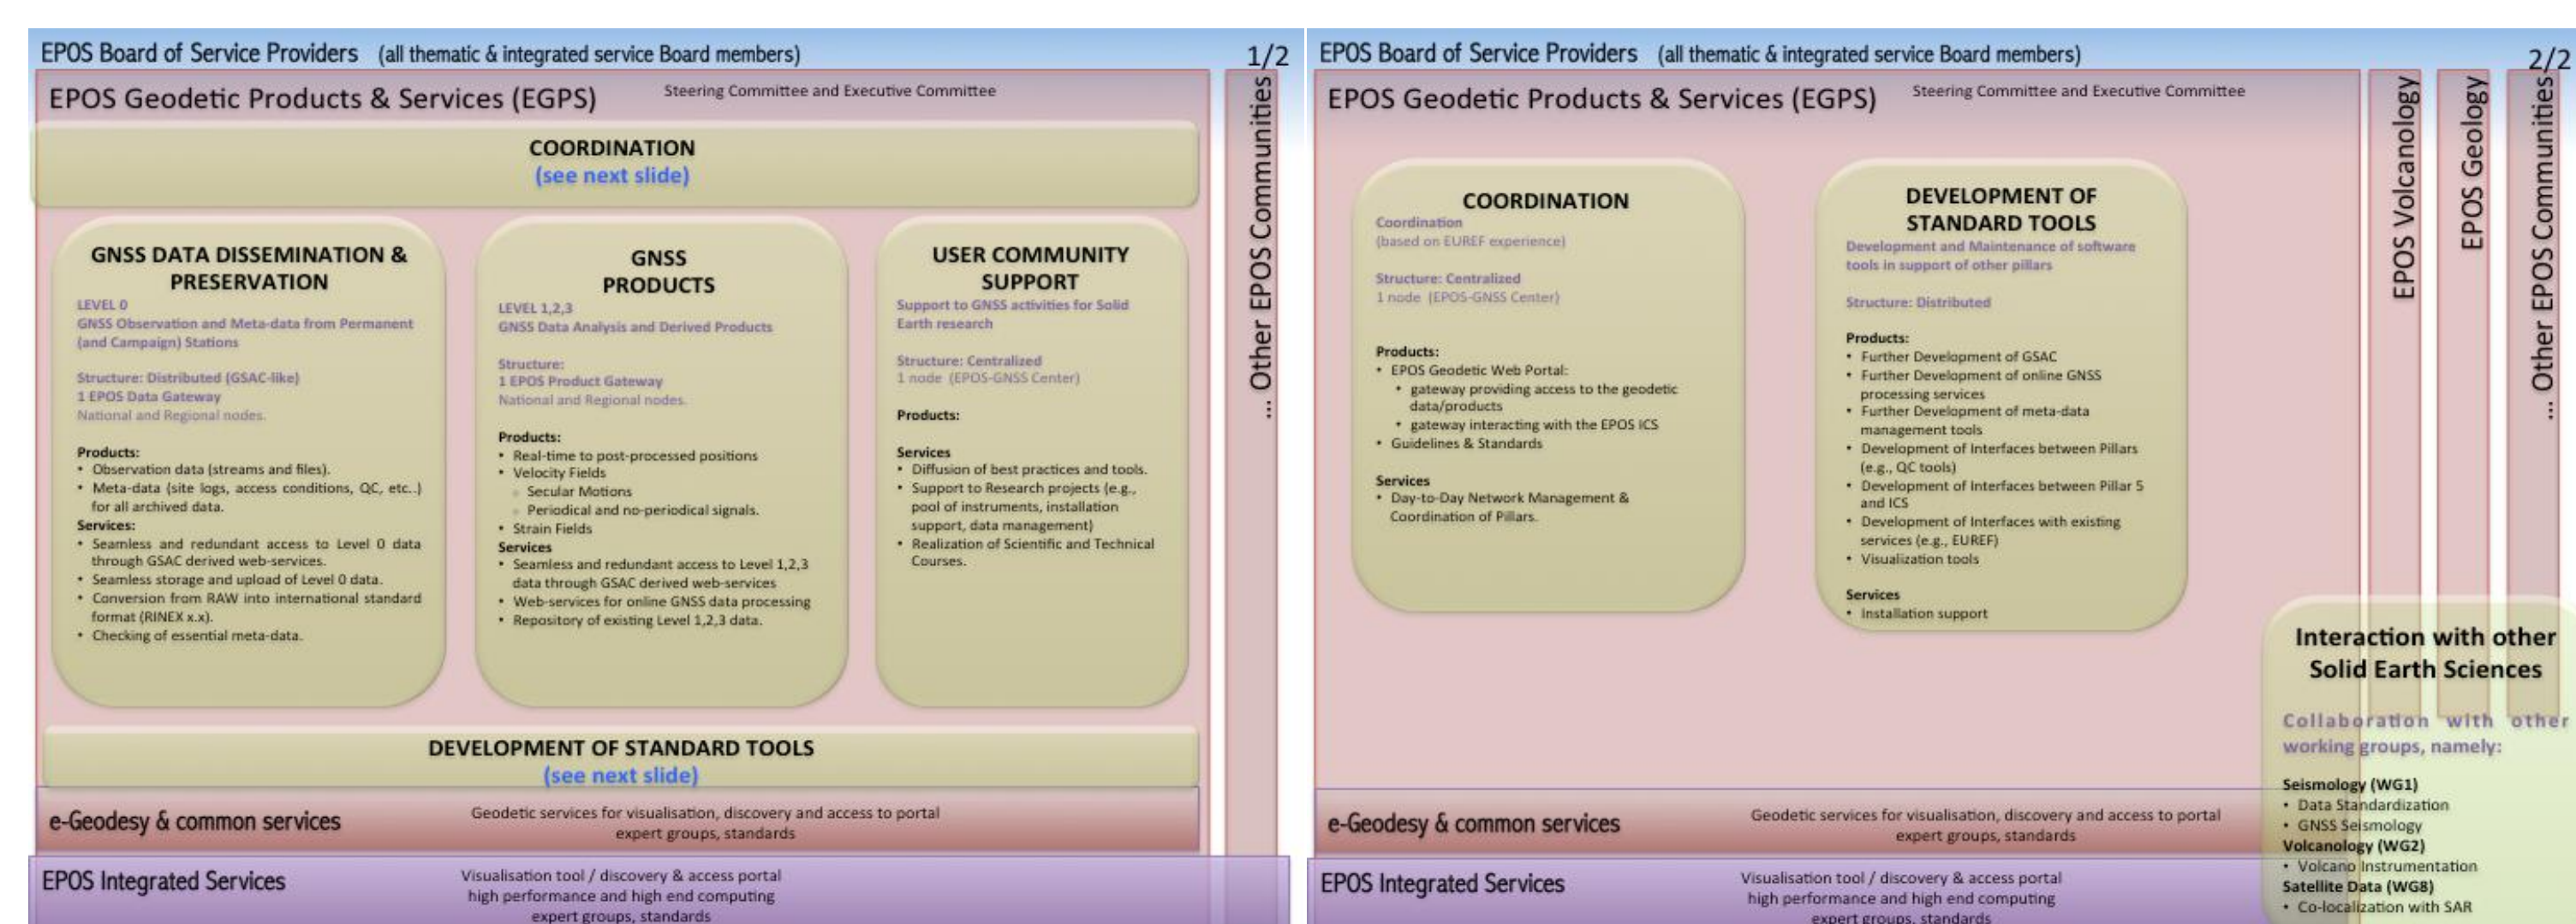 EPOS Board of Service Providers (all thematic & integrated service Board members)
1/2
EPOS Geodetic Products & Services (EGPS)
Steering Committee and Executive Committee
COORDINATION
(see next slide)
GNSS DATA DISSEMINATION &
PRESERVATION
LEVEL 0
GNSS Observation and Meta-data from Permanent
(and Campaign) Stations
Structure: Distributed (GSAC-like)
1 EPOS Data Gateway
National and Regional nodes.
Products:
• Observation data (streams and files).
• Meta-data (site logs, access conditions, QC, etc..)
for all archived data.
Services:
• Seamless and redundant access to Level 0 data
through GSAC derived web-services.
• Seamless storage and upload of Level 0 data.
• Conversion from RAW into international standard
format (RINEX x.x).
• Checking of essential meta-data.
GNSS
PRODUCTS
LEVEL 1,2,3
GNSS Data Analysis and Derived Products
Structure:
1 EPOS Product Gateway
National and Regional nodes.
Products:
• Real-time to post-processed positions
• Velocity Fields
Secular Motions
Periodical and no-periodical signals.
• Strain Fields
Services
• Seamless and redundant access to Level 1,2,3
data through GSAC derived web-services
• Web-services for online GNSS data processing
• Repository of existing Level 1,2,3 data.
USER COMMUNITY
SUPPORT
Support to GNSS activities for Solid
Earth research
Structure: Centralized
1 node (EPOS-GNSS Center)
Products:
Services
• Diffusion of best practices and tools.
• Support to Research projects (e.g.,
pool of instruments, installation
support, data management)
• Realization of Scientific and Technical
Courses.
DEVELOPMENT OF STANDARD TOOLS
(see next slide)
e-Geodesy & common services
Geodetic services for visualisation, discovery and access to portal
expert groups, standards
EPOS Integrated Services
Visualisation tool / discovery & access portal
high performance and high end computing
expert groups, standards
... Other EPOS Communities
EPOS Board of Service Providers (all thematic & integrated service Board members)
2/2
EPOS Geodetic Products & Services (EGPS)
Steering Committee and Executive Committee
COORDINATION
Coordination
(based on EUREF experience)
Structure: Centralized
1 node (EPOS-GNSS Center)
Products:
• EPOS Geodetic Web Portal:
• gateway providing access to the geodetic
data/products
• gateway interacting with the EPOS ICS
• Guidelines & Standards
Services
• Day-to-Day Network Management &
Coordination of Pillars.
DEVELOPMENT OF
STANDARD TOOLS
Development and Maintenance of software
tools in support of other pillars
Structure: Distributed
Products:
• Further Development of GSAC
• Further Development of online GNSS
processing services
• Further Development of meta-data
management tools
• Development of Interfaces between Pillars
(e.g., QC tools)
• Development of Interfaces between Pillar 5
and ICS
• Development of Interfaces with existing
services (e.g., EUREF)
• Visualization tools
Services
• Installation support
EPOS Volcanology
EPOS Geology
... Other EPOS Communities
Interaction with other
Solid Earth Sciences
Collaboration with other
working groups, namely:
Seismology (WG1)
• Data Standardization
• GNSS Seismology
Volcanology (WG2)
• Volcano Instrumentation
Satellite Data (WG8)
• Co-localization with SAR
e-Geodesy & common services
Geodetic services for visualisation, discovery and access to portal
expert groups, standards
EPOS Integrated Services
Visualisation tool / discovery & access portal
high performance and high end computing
expert groups, standards